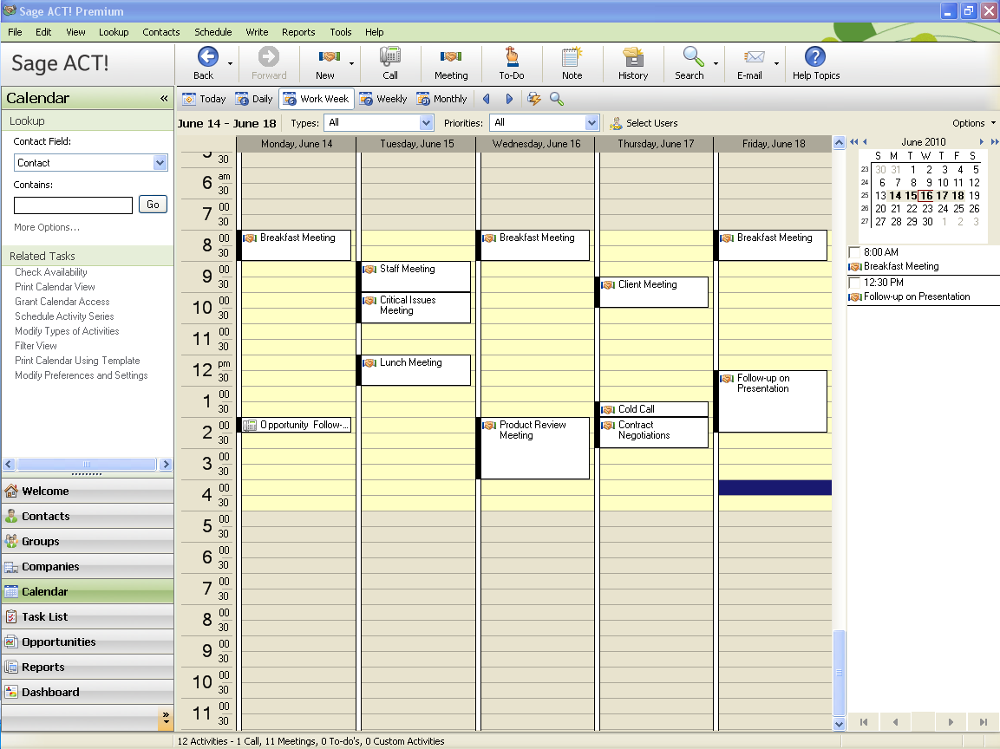 Sage ACT! Premium
File Edit View Lookup Contacts Schedule Write Reports Tools Help
Sage ACT!
Back Forward New Call Meeting To-Do Note History Search E-mail Help Topics
Calendar «
Today Daily Work Week Weekly Monthly
June 14 - June 18 Types: All Priorities: All Select Users Options
Lookup
Contact Field:
Contact
Contains:
Go
More Options...
Related Tasks
Check Availability
Print Calendar View
Grant Calendar Access
Schedule Activity Series
Modify Types of Activities
Filter View
Print Calendar Using Template
Modify Preferences and Settings
Welcome
Contacts
Groups
Companies
Calendar
Task List
Opportunities
Reports
Dashboard
»
Monday, June 14 Tuesday, June 15 Wednesday, June 16 Thursday, June 17 Friday, June 18
30
6 am
30
7 00
30
8 00 Breakfast Meeting Breakfast Meeting Breakfast Meeting
30
9 00 Staff Meeting
30 Client Meeting
10 00 Critical Issues
Meeting
30
11 00
30
12 pm Lunch Meeting
30 Follow-up on
Presentation
1 00
30 Cold Call
2 00 Opportunity Follow-... Product Review
Meeting Contract
Negotiations
30
3 00
30
4 00
30
5 00
30
6 00
30
7 00
30
8 00
30
9 00
30
10 00
30
11 00
30
June 2010
S M T W T F S
23 30 31 1 2 3 4 5
24 6 7 8 9 10 11 12
25 13 14 15 16 17 18 19
26 20 21 22 23 24 25 26
27 27 28 29 30 1 2 3
8:00 AM
Breakfast Meeting
12:30 PM
Follow-up on Presentation
12 Activities - 1 Call, 11 Meetings, 0 To-do's, 0 Custom Activities